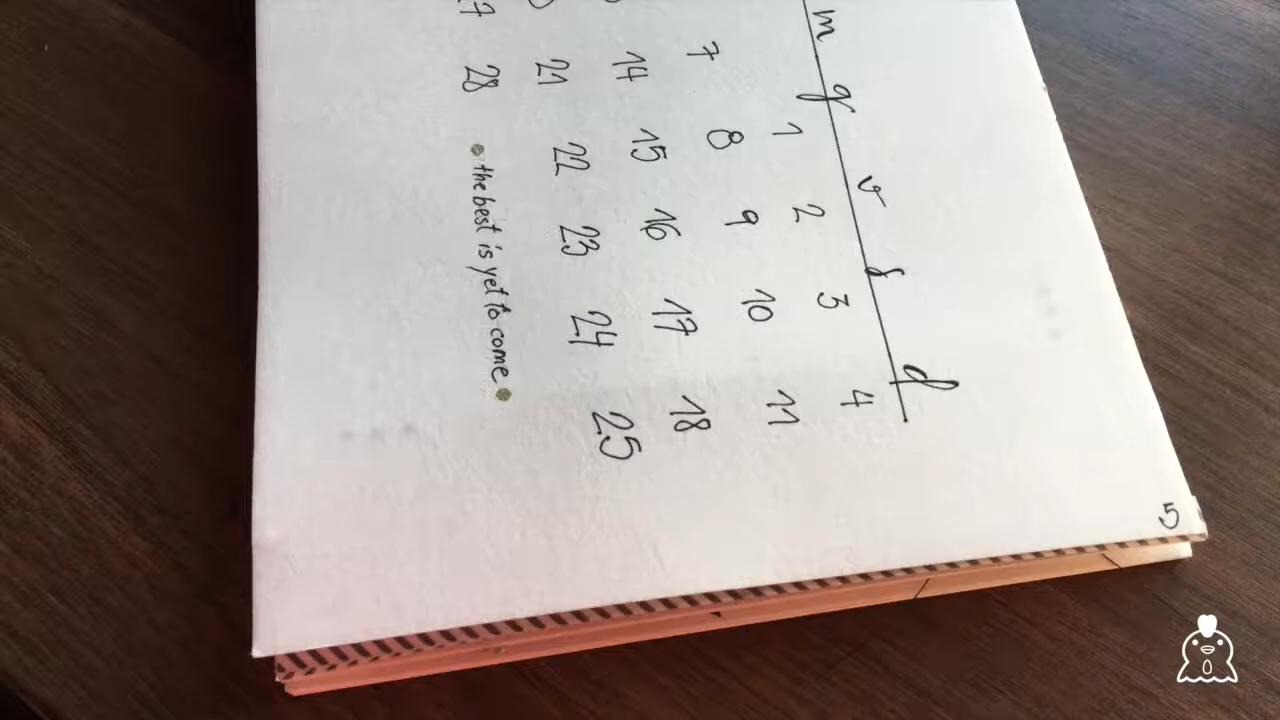 5
m g v s d
1 2 3 4
7 8 9 10 11
14 15 16 17 18
21 22 23 24 25
27 28
the best is yet to come